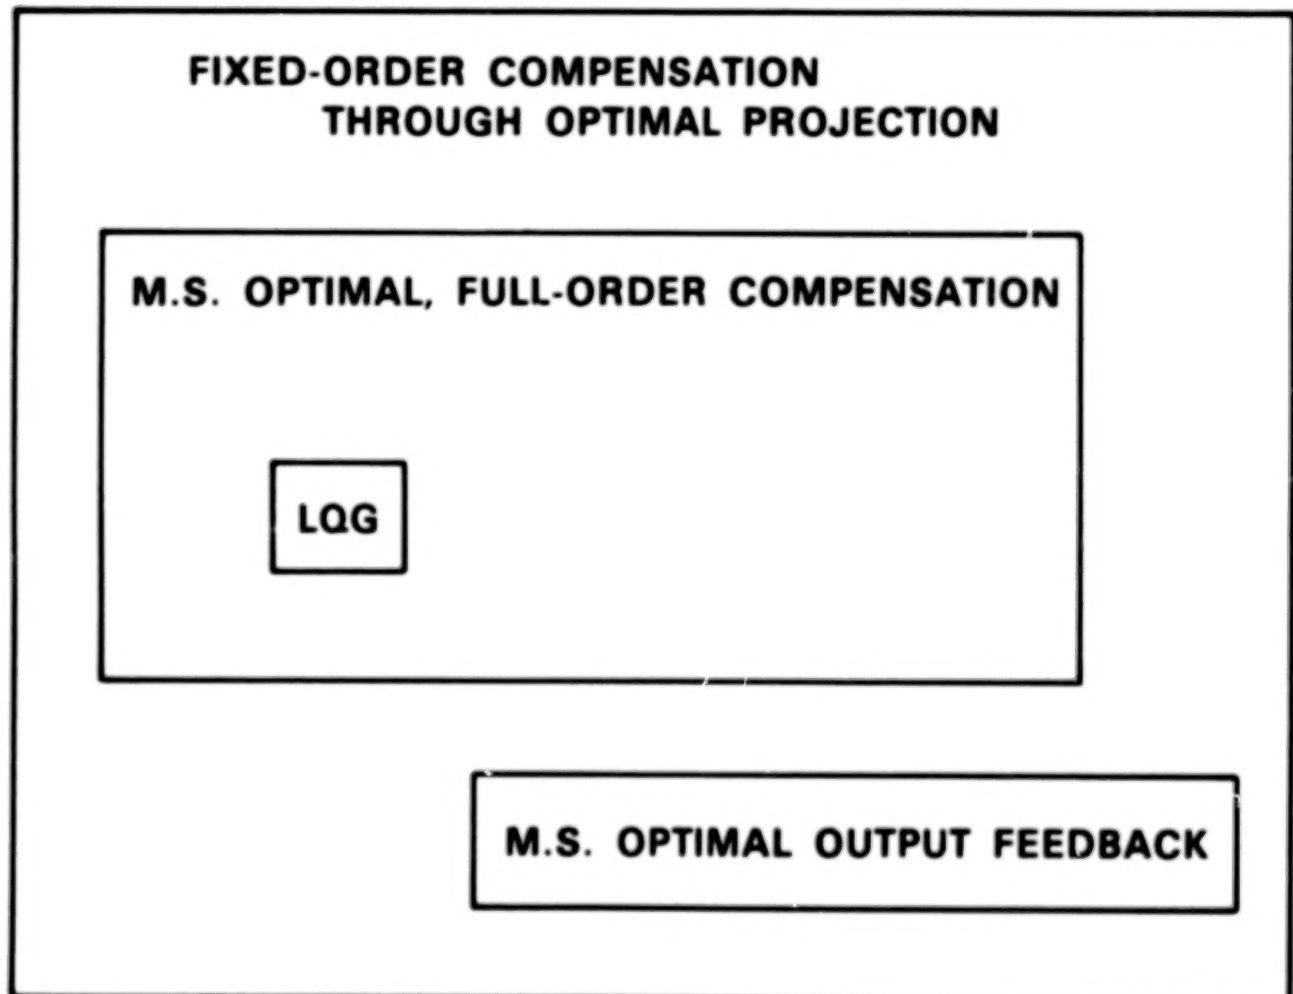 FIXED-ORDER COMPENSATION
THROUGH OPTIMAL PROJECTION
M.S. OPTIMAL, FULL-ORDER COMPENSATION
LQG
M.S. OPTIMAL OUTPUT FEEDBACK